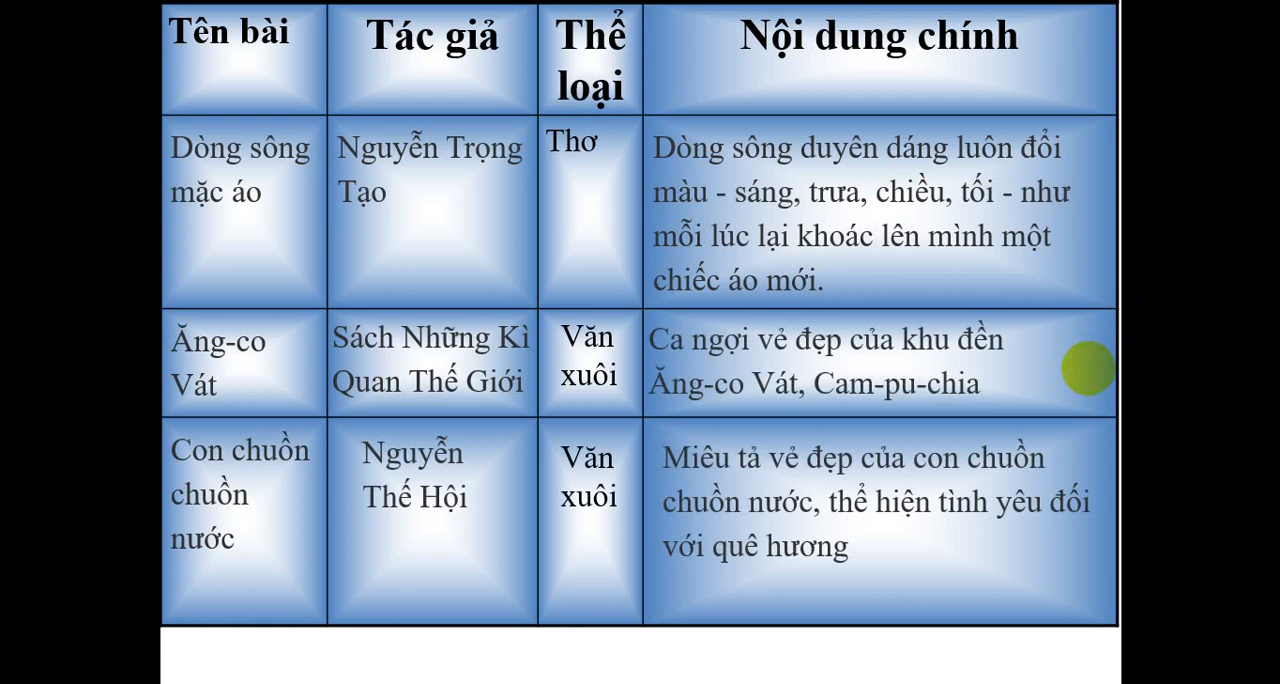 Tên bài
Tác giả
Thể
loại
Nội dung chính
Dòng sông
mặc áo
Nguyễn Trọng
Tạo
Thơ
Dòng sông duyên dáng luôn đổi
màu - sáng, trưa, chiều, tối - như
mỗi lúc lại khoác lên mình một
chiếc áo mới.
Ăng-co
Vát
Sách Những Kì
Quan Thế Giới
Văn
xuôi
Ca ngợi vẻ đẹp của khu đền
Ăng-co Vát, Cam-pu-chia
Con chuồn
chuồn
nước
Nguyễn
Thế Hội
Văn
xuôi
Miêu tả vẻ đẹp của con chuồn
chuồn nước, thể hiện tình yêu đối
với quê hương